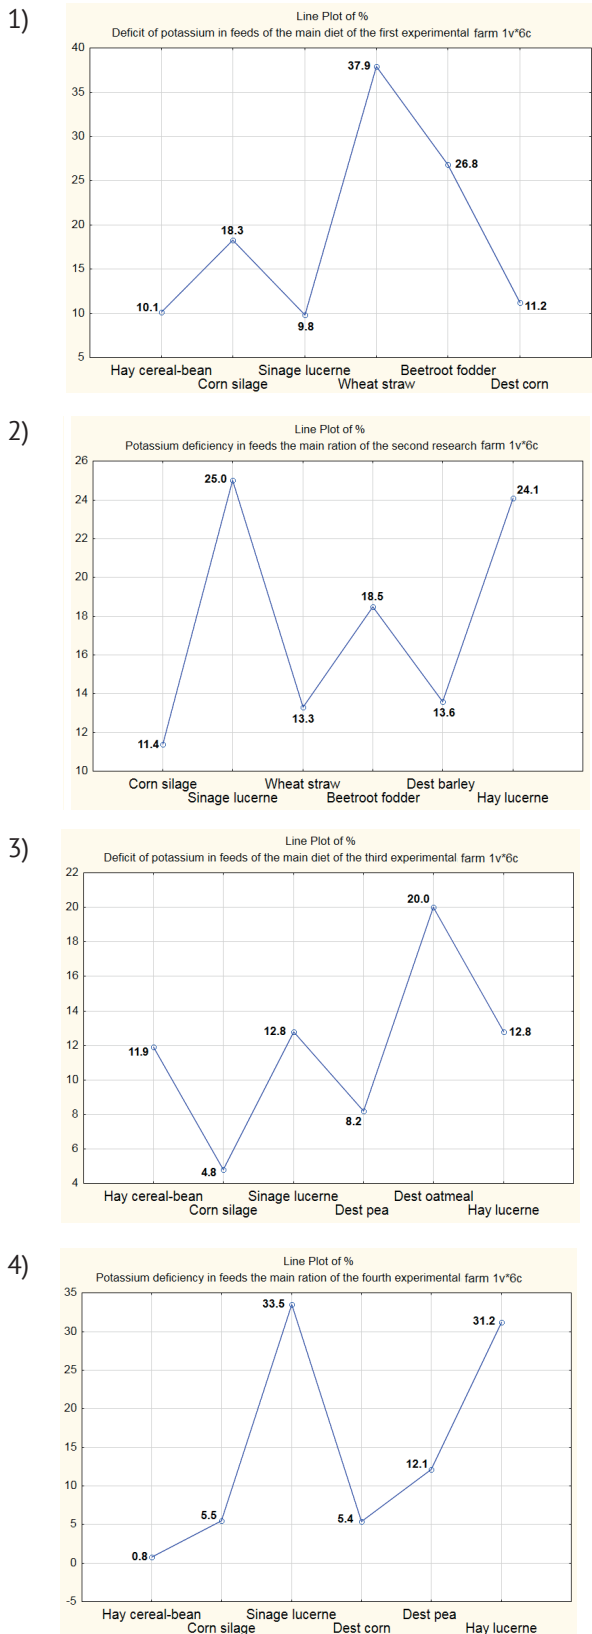 1)
Line Plot of %
Deficit of potassium in feeds of the main diet of the first experimental farm 1v*6c
40
35
30
25
20
15
10
5
10.1
18.3
9.8
37.9
26.8
11.2
Hay cereal-bean
Corn silage
Sinage lucerne
Wheat straw
Beetroot fodder
Dest corn
2)
Line Plot of %
Potassium deficiency in feeds the main ration of the second research farm 1v*6c
26
24
22
20
18
16
14
12
10
11.4
25.0
13.3
18.5
13.6
24.1
Corn silage
Sinage lucerne
Wheat straw
Beetroot fodder
Dest barley
Hay lucerne
3)
Line Plot of %
Deficit of potassium in feeds of the main diet of the third experimental farm 1v*6c
22
20
18
16
14
12
10
8
6
4
11.9
4.8
12.8
8.2
20.0
12.8
Hay cereal-bean
Corn silage
Sinage lucerne
Dest pea
Dest oatmeal
Hay lucerne
4)
Line Plot of %
Potassium deficiency in feeds the main ration of the fourth experimental farm 1v*6c
35
30
25
20
15
10
5
0
-5
0.8
5.5
33.5
5.4
12.1
31.2
Hay cereal-bean
Corn silage
Sinage lucerne
Dest corn
Dest pea
Hay lucerne